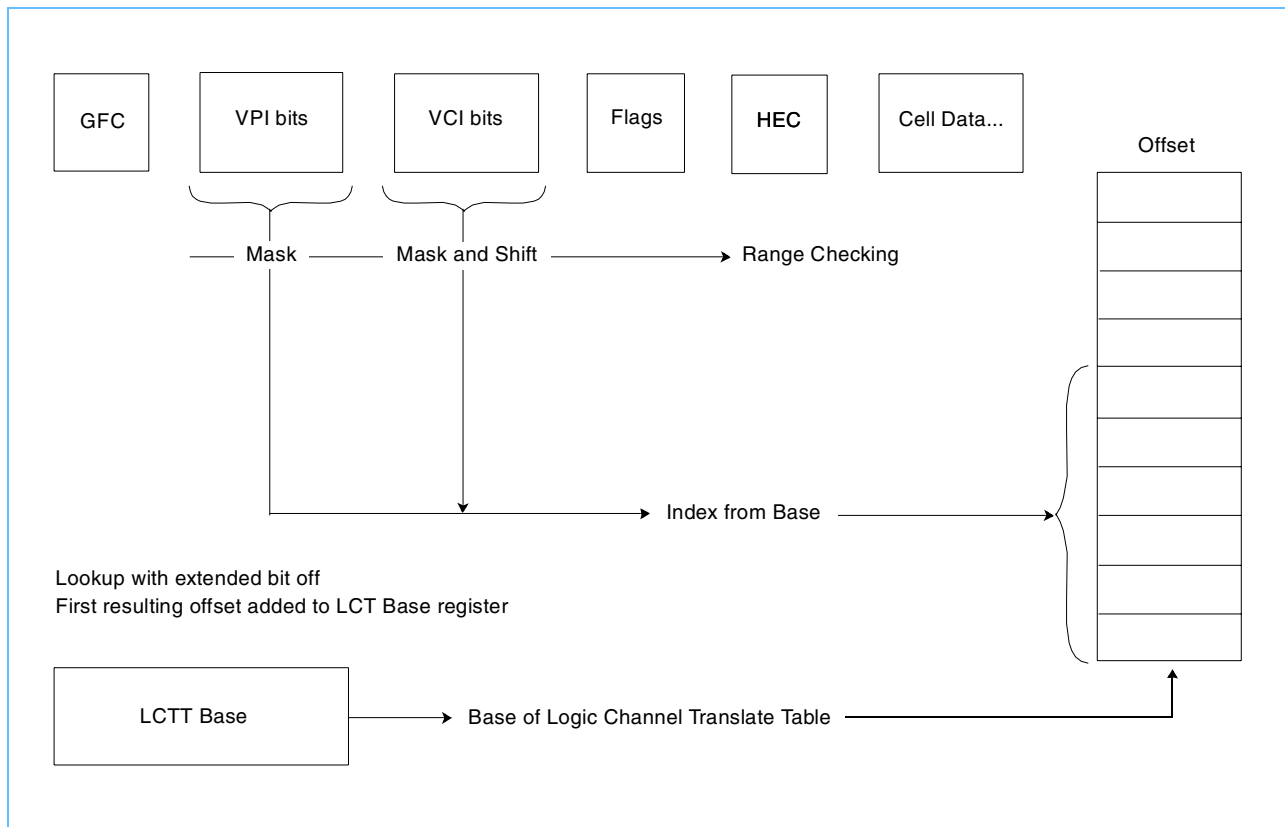 GFC
VPI bits
VCI bits
Flags
HEC
Cell Data...
Offset
Mask
Mask and Shift
Range Checking
Index from Base
Lookup with extended bit off
First resulting offset added to LCT Base register
LCTT Base
Base of Logic Channel Translate Table